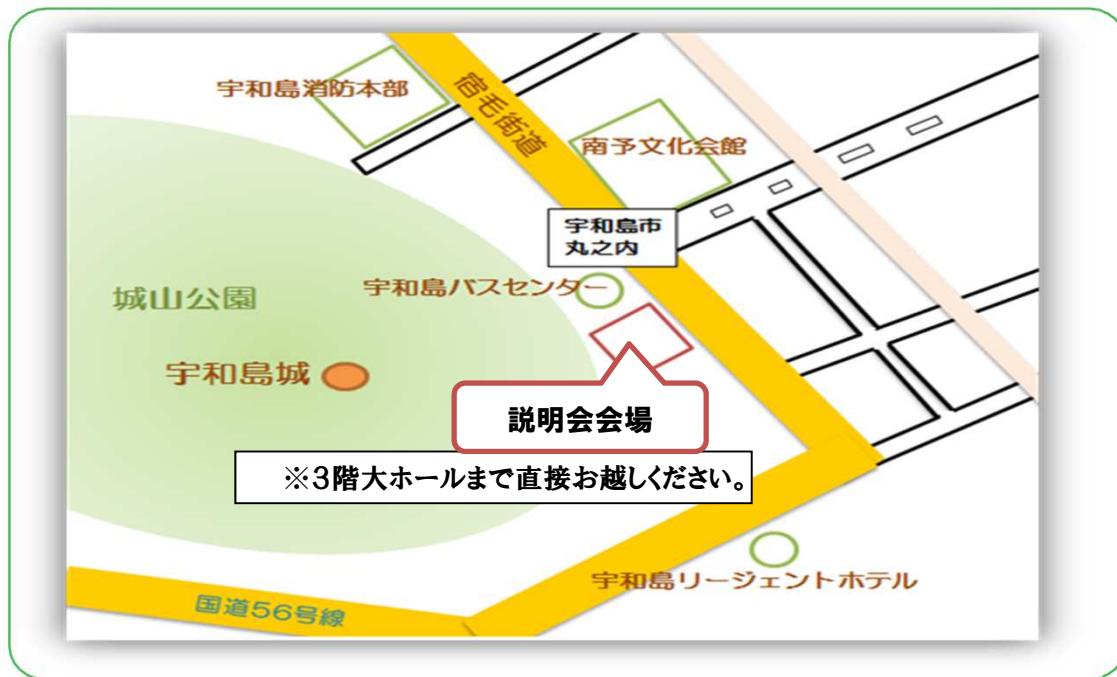 宇和島消防本部
宿毛街道
南予文化会館
宇和島市
丸之内
宇和島バスセンター
城山公園
宇和島城
説明会会場
※3階大ホールまで直接お越しください。
宇和島リージェントホテル
国道56号線